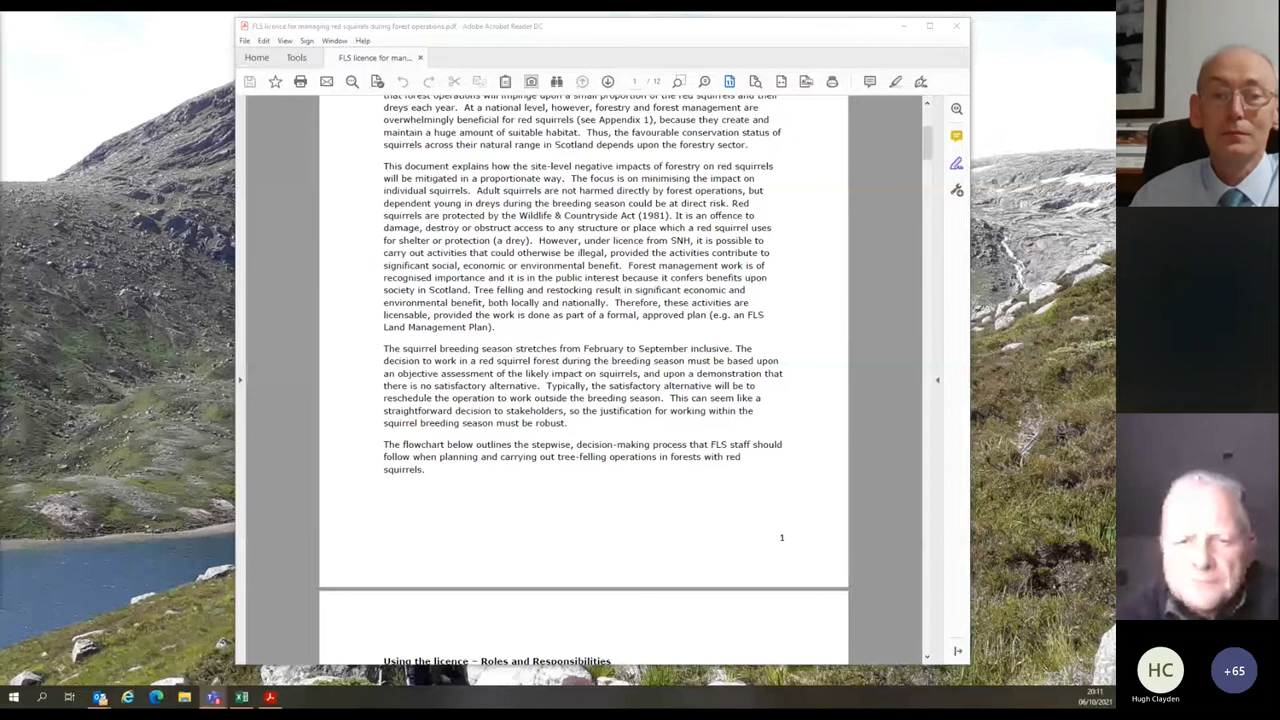 FLS licence for managing red squirrels during forest operations.pdf - Adobe Acrobat Reader DC
File Edit View Sign Window Help
Home Tools FLS licence for man... ×
1 / 12
that forest operations will impinge upon a small proportion of the red squirrels and their
dreys each year. At a national level, however, forestry and forest management are
overwhelmingly beneficial for red squirrels (see Appendix 1), because they create and
maintain a huge amount of suitable habitat. Thus, the favourable conservation status of
squirrels across their natural range in Scotland depends upon the forestry sector.
This document explains how the site-level negative impacts of forestry on red squirrels
will be mitigated in a proportionate way. The focus is on minimising the impact on
individual squirrels. Adult squirrels are not harmed directly by forest operations, but
dependent young in dreys during the breeding season could be at direct risk. Red
squirrels are protected by the Wildlife & Countryside Act (1981). It is an offence to
damage, destroy or obstruct access to any structure or place which a red squirrel uses
for shelter or protection (a drey). However, under licence from SNH, it is possible to
carry out activities that could otherwise be illegal, provided the activities contribute to
significant social, economic or environmental benefit. Forest management work is of
recognised importance and it is in the public interest because it confers benefits upon
society in Scotland. Tree felling and restocking result in significant economic and
environmental benefit, both locally and nationally. Therefore, these activities are
licensable, provided the work is done as part of a formal, approved plan (e.g. an FLS
Land Management Plan).
The squirrel breeding season stretches from February to September inclusive. The
decision to work in a red squirrel forest during the breeding season must be based upon
an objective assessment of the likely impact on squirrels, and upon a demonstration that
there is no satisfactory alternative. Typically, the satisfactory alternative will be to
reschedule the operation to work outside the breeding season. This can seem like a
straightforward decision to stakeholders, so the justification for working within the
squirrel breeding season must be robust.
The flowchart below outlines the stepwise, decision-making process that FLS staff should
follow when planning and carrying out tree-felling operations in forests with red
squirrels.
1
Using the licence – Roles and Responsibilities
HC
Hugh Clayden
+65
20:11
06/10/2021